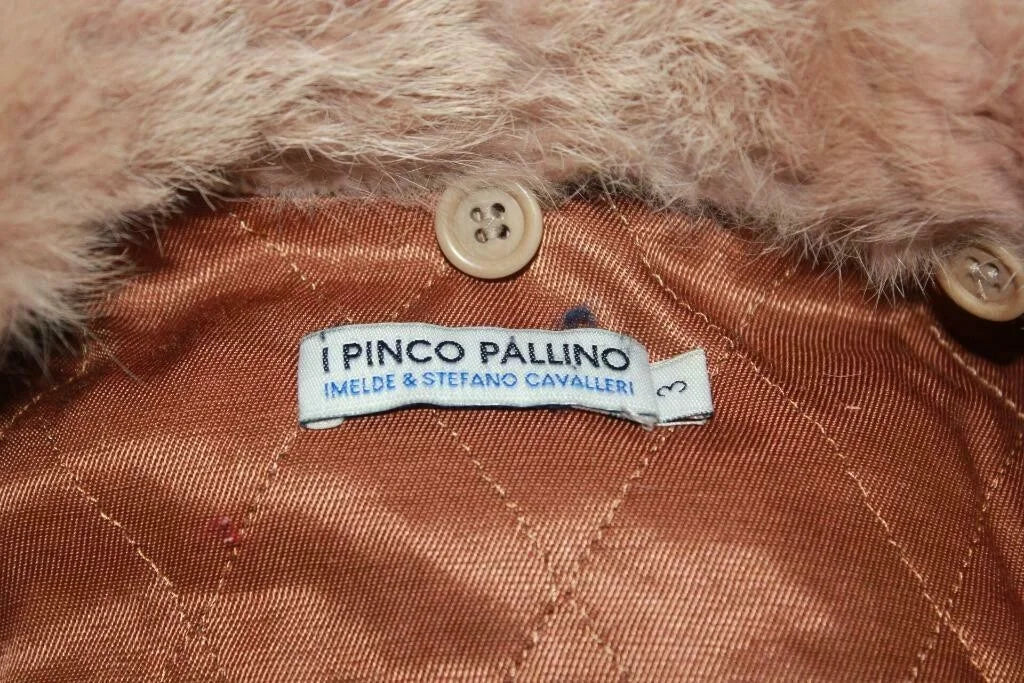 I PINCO PALLINO
IMELDE & STEFANO CAVALLERI
3